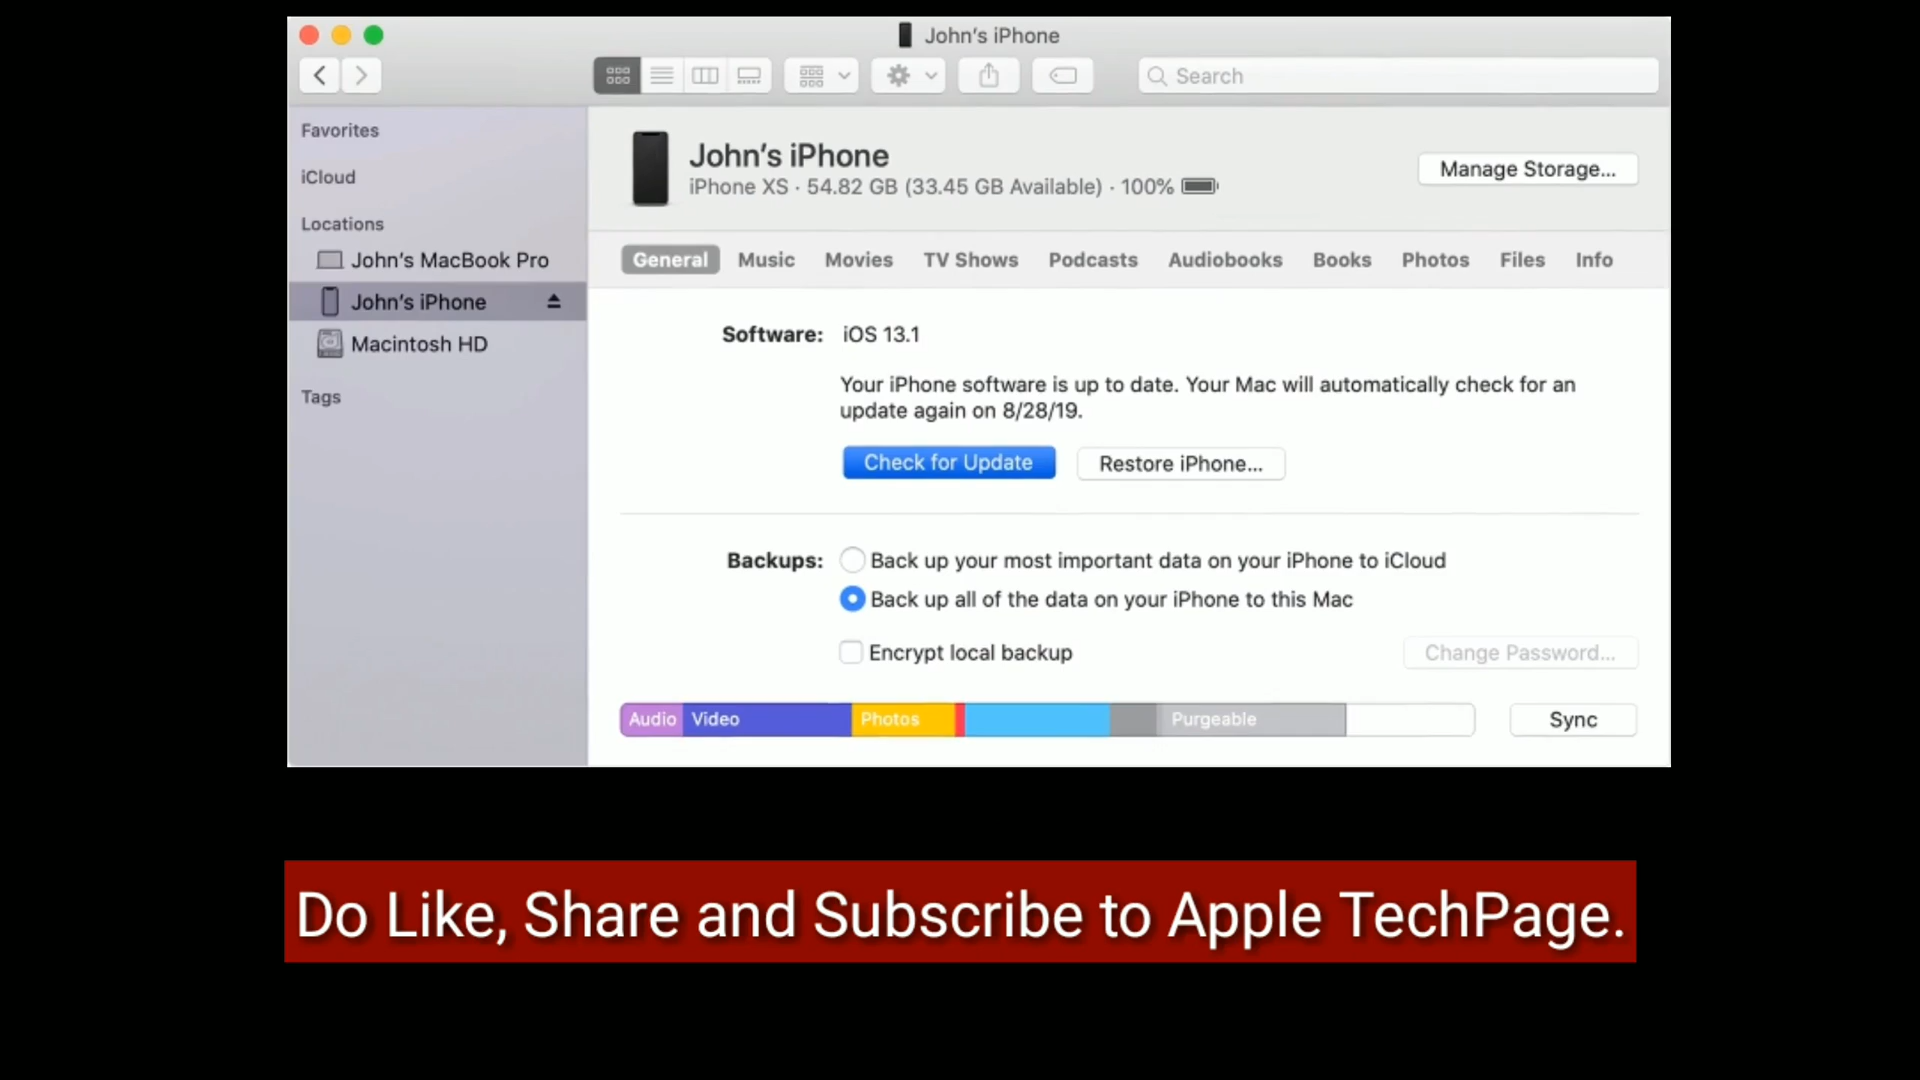 John's iPhone
Search
Favorites
iCloud
Locations
John's MacBook Pro
John's iPhone
Macintosh HD
Tags
John's iPhone
iPhone XS · 54.82 GB (33.45 GB Available) · 100%
Manage Storage...
General Music Movies TV Shows Podcasts Audiobooks Books Photos Files Info
Software: iOS 13.1
Your iPhone software is up to date. Your Mac will automatically check for an
update again on 8/28/19.
Check for Update Restore iPhone...
Backups: Back up your most important data on your iPhone to iCloud
Back up all of the data on your iPhone to this Mac
Encrypt local backup Change Password...
Audio Video Photos Purgeable Sync
Do Like, Share and Subscribe to Apple TechPage.